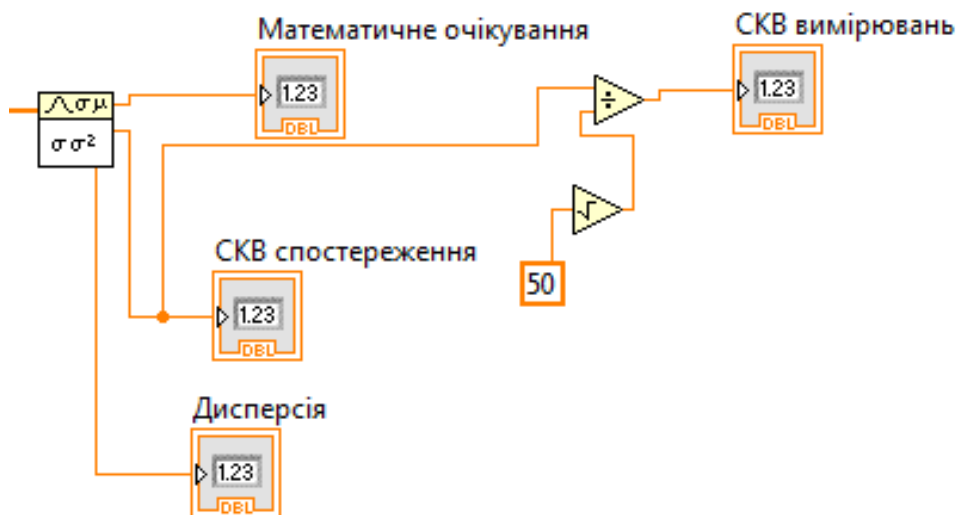 Математичне очікування
СКВ вимірювань
1.23
DBL
1.23
DBL
σ μ
σ σ²
÷
√
СКВ спостереження
50
1.23
DBL
Дисперсія
1.23
DBL